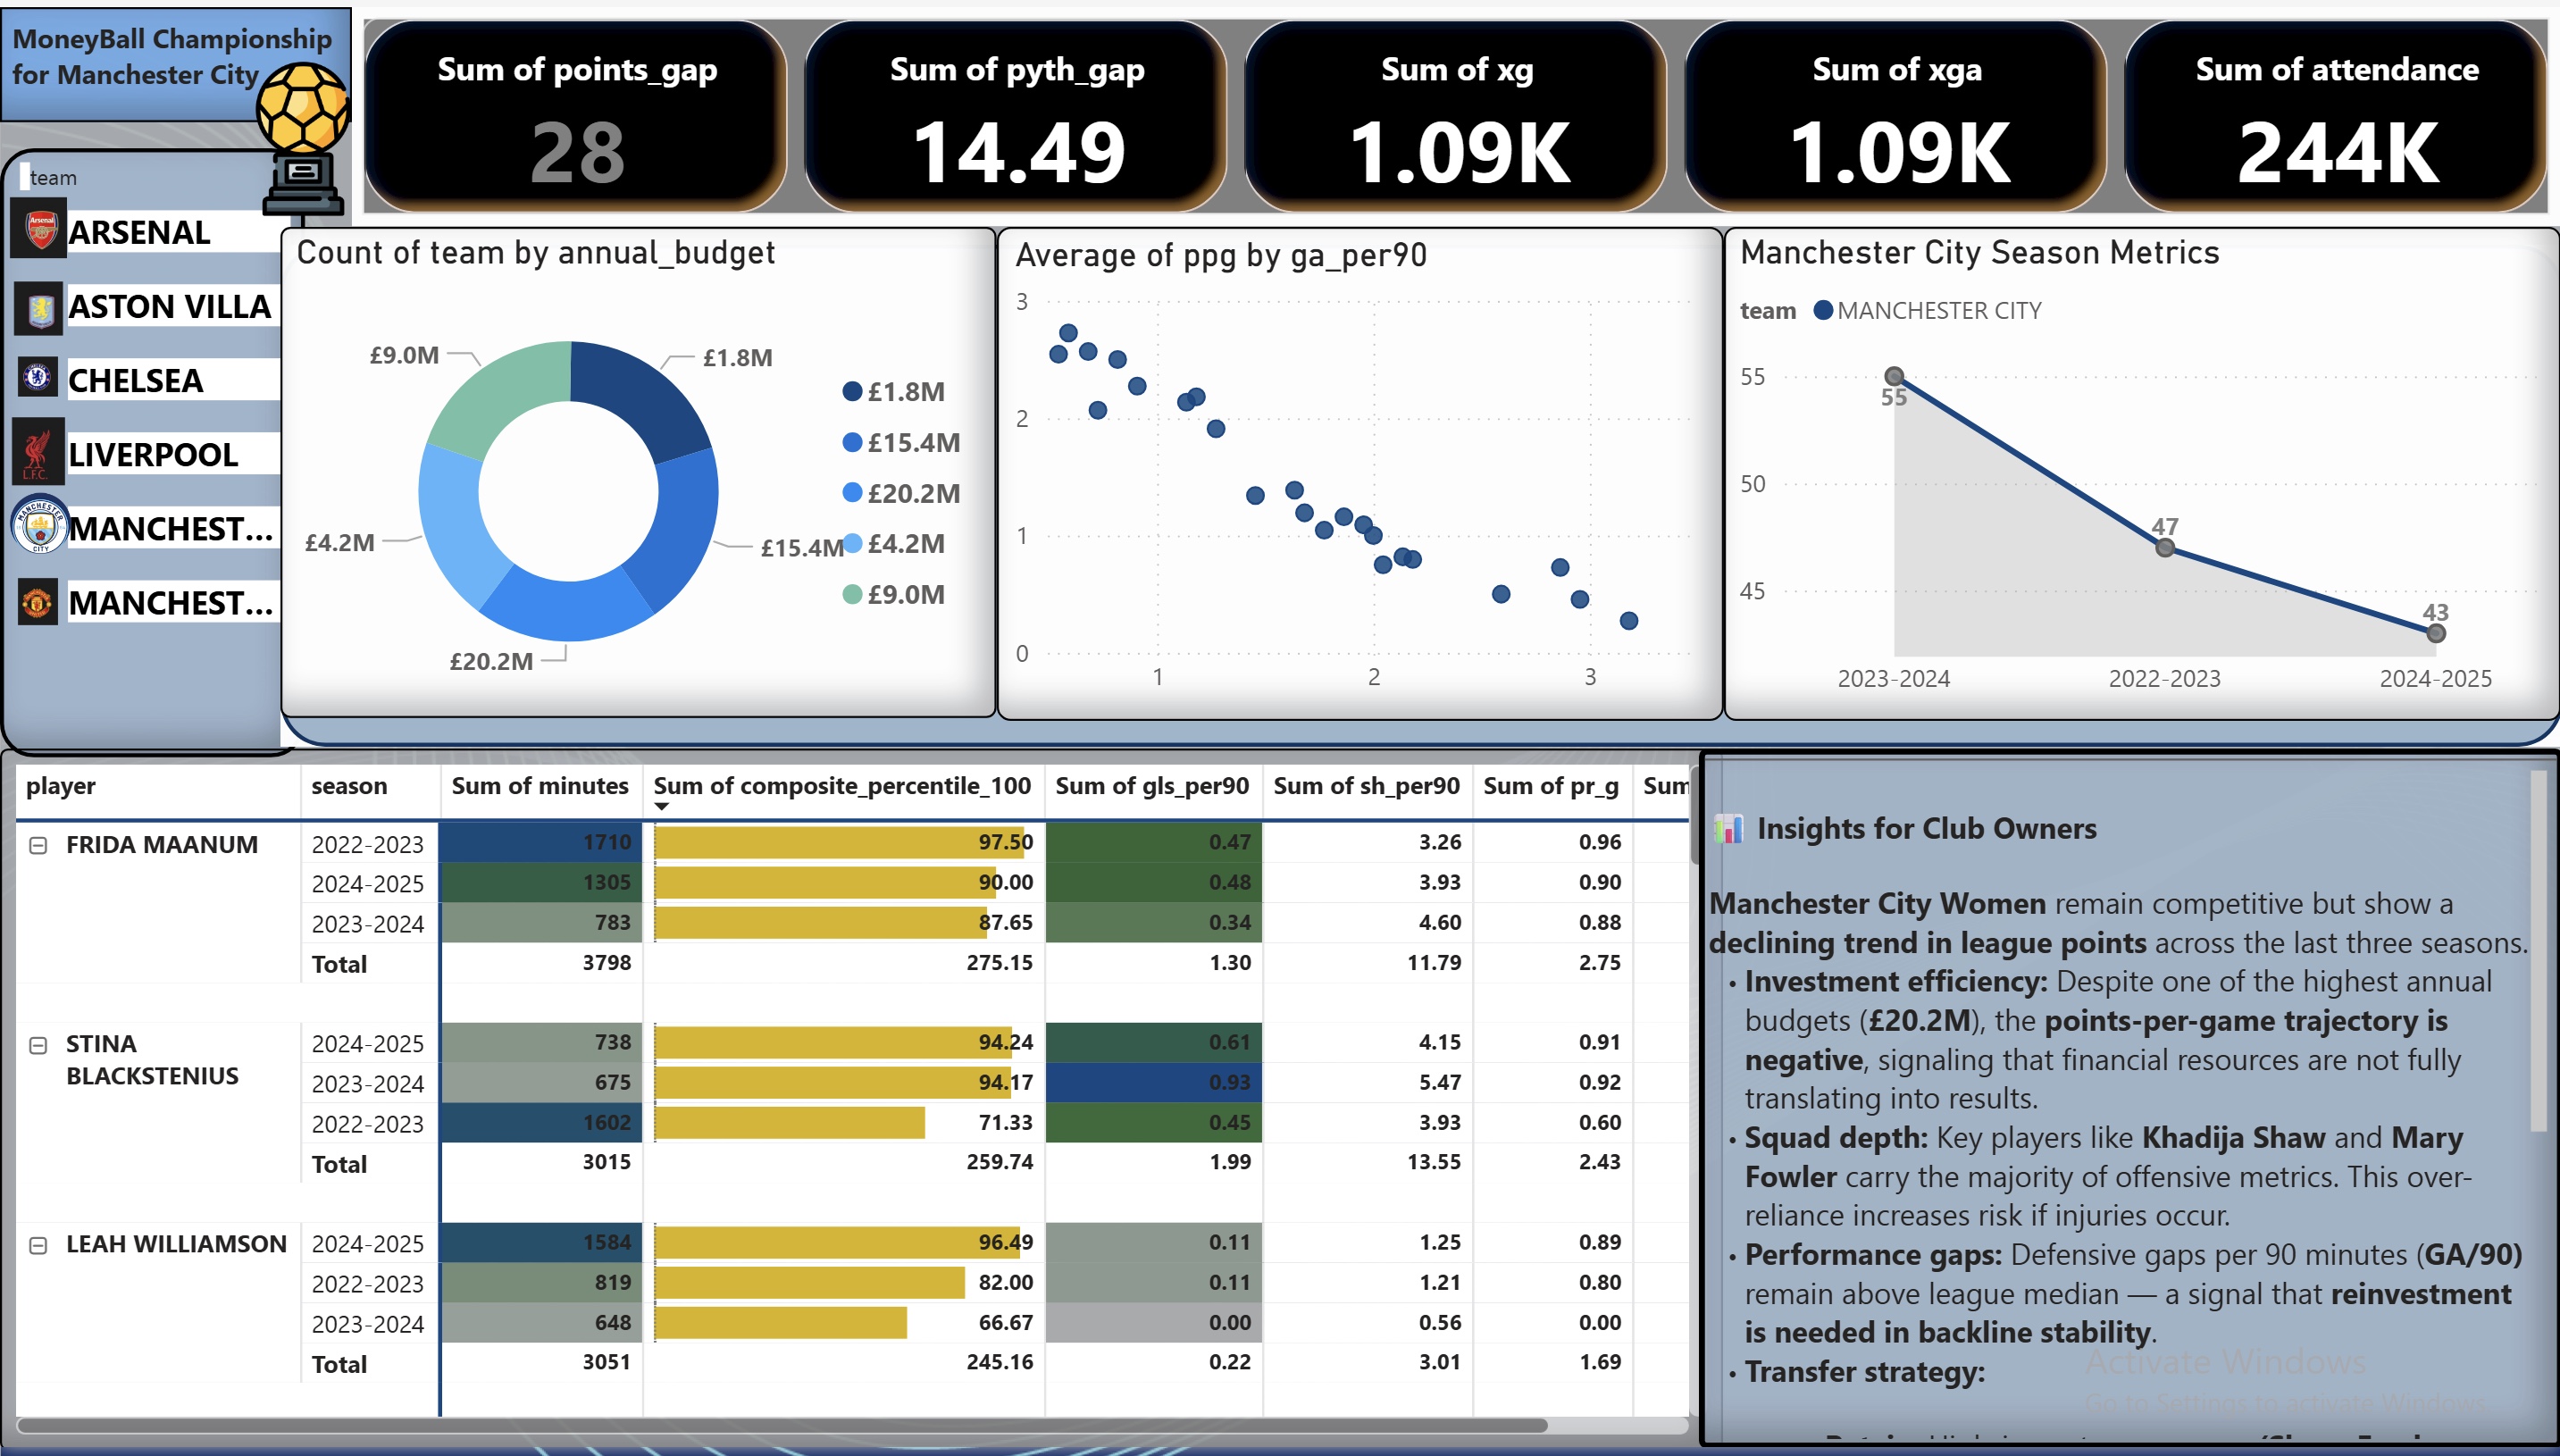 MoneyBall Championship
for Manchester City
Sum of points_gap
28
Sum of pyth_gap
14.49
Sum of xg
1.09K
Sum of xga
1.09K
Sum of attendance
244K
team
Arsenal
ARSENAL
ASTON VILLA
CHELSEA
L.F.C.
LIVERPOOL
MANCHESTER
CITY
MANCHEST...
MANCHEST...
Count of team by annual_budget
£9.0M
£1.8M
£4.2M
£15.4M
£20.2M
£1.8M
£15.4M
£20.2M
£4.2M
£9.0M
Average of ppg by ga_per90
3
2
1
0
1 2 3
Manchester City Season Metrics
team MANCHESTER CITY
55
50
45
55
47
43
2023-2024 2022-2023 2024-2025
player season Sum of minutes Sum of composite_percentile_100 Sum of gls_per90 Sum of sh_per90 Sum of pr_g Sum
FRIDA MAANUM 2022-2023 1710 97.50 0.47 3.26 0.96
2024-2025 1305 90.00 0.48 3.93 0.90
2023-2024 783 87.65 0.34 4.60 0.88
Total 3798 275.15 1.30 11.79 2.75
STINA BLACKSTENIUS 2024-2025 738 94.24 0.61 4.15 0.91
2023-2024 675 94.17 0.93 5.47 0.92
2022-2023 1602 71.33 0.45 3.93 0.60
Total 3015 259.74 1.99 13.55 2.43
LEAH WILLIAMSON 2024-2025 1584 96.49 0.11 1.25 0.89
2022-2023 819 82.00 0.11 1.21 0.80
2023-2024 648 66.67 0.00 0.56 0.00
Total 3051 245.16 0.22 3.01 1.69
Insights for Club Owners
Manchester City Women remain competitive but show a
declining trend in league points across the last three seasons.
• Investment efficiency: Despite one of the highest annual
budgets (£20.2M), the points-per-game trajectory is
negative, signaling that financial resources are not fully
translating into results.
• Squad depth: Key players like Khadija Shaw and Mary
Fowler carry the majority of offensive metrics. This over-
reliance increases risk if injuries occur.
• Performance gaps: Defensive gaps per 90 minutes (GA/90)
remain above league median — a signal that reinvestment
is needed in backline stability.
• Transfer strategy:
Activate Windows
Go to Settings to activate Windows.